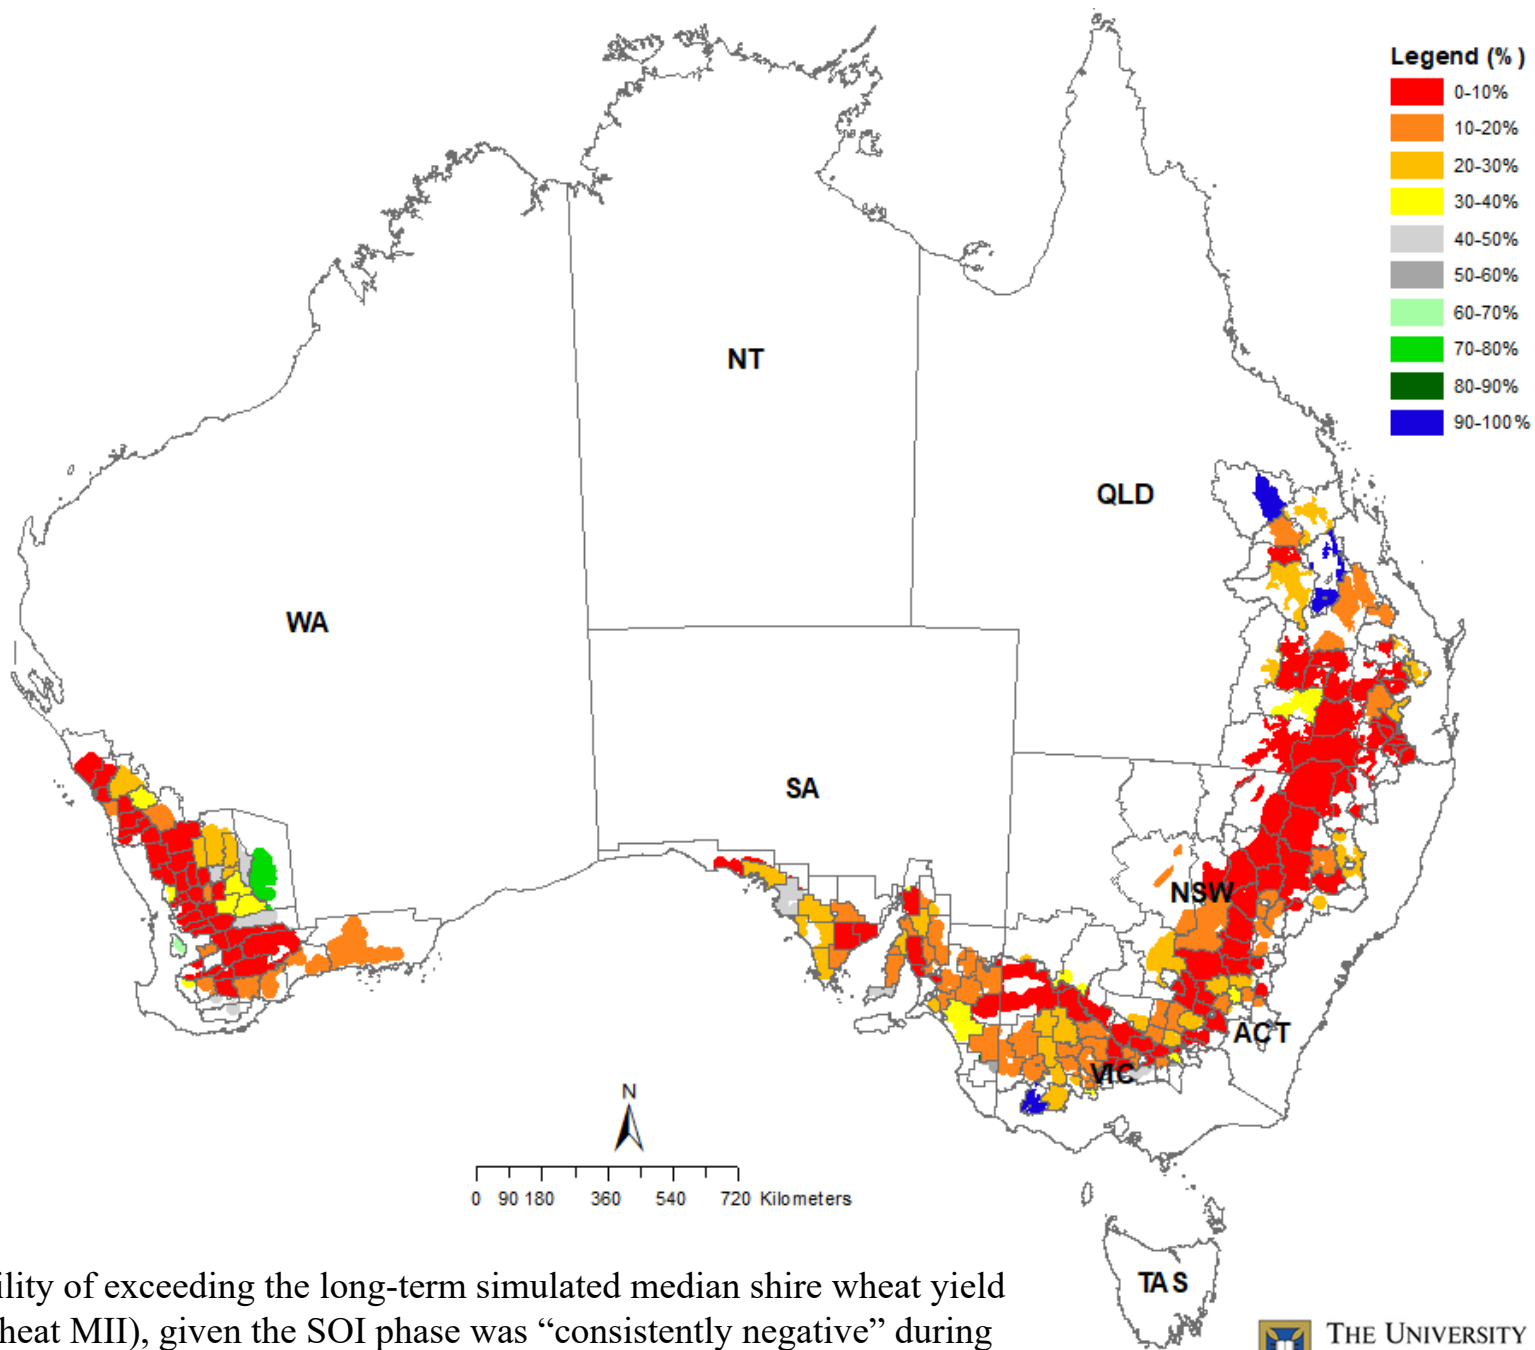 Legend (%)
0-10%
10-20%
20-30%
30-40%
40-50%
50-60%
60-70%
70-80%
80-90%
90-100%
NT
QLD
WA
SA
NSW
ACT
VIC
N
0 90 180 360 540 720 Kilometers
TAS
ility of exceeding the long-term simulated median shire wheat yield
heat MII), given the SOI phase was “consistently negative” during
THE UNIVERSITY